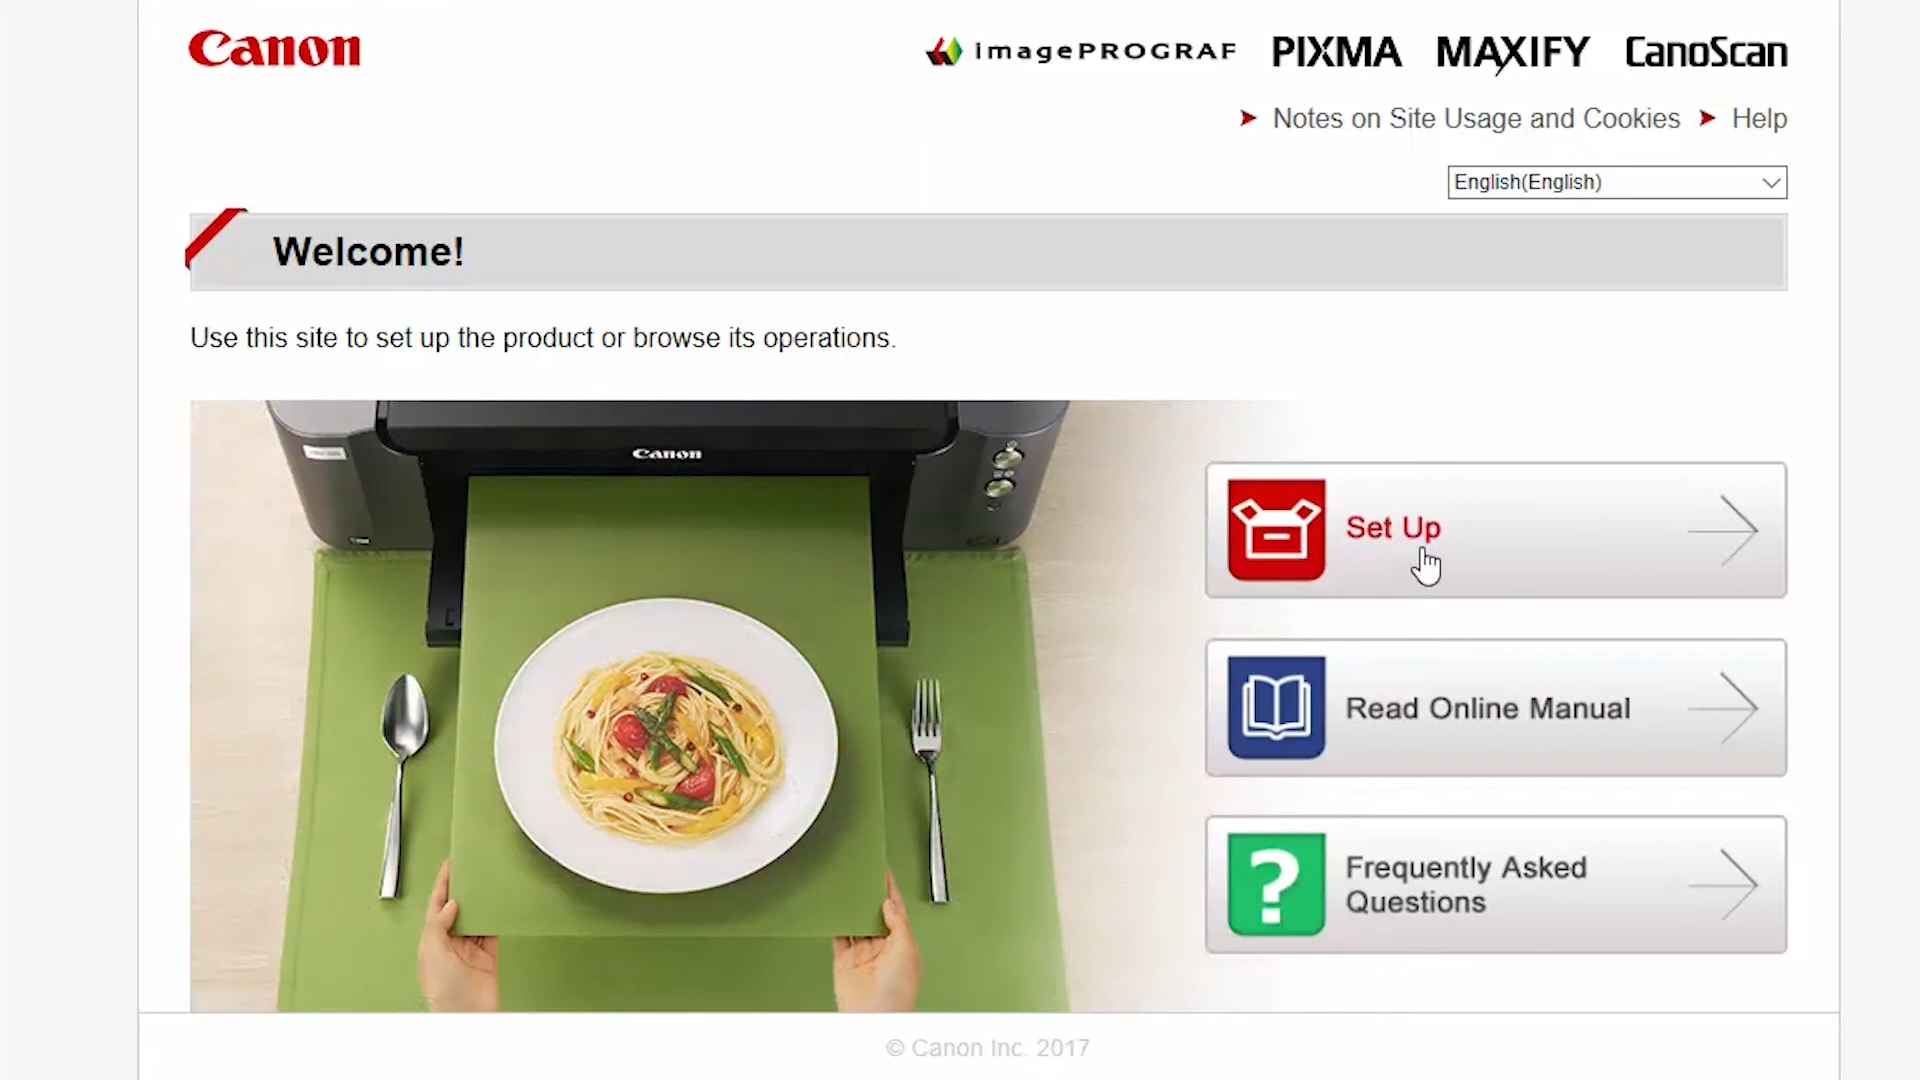 Canon
imagePROGRAF PIXMA MAXIFY CanoScan
Notes on Site Usage and Cookies Help
English(English)
Welcome!
Use this site to set up the product or browse its operations.
Canon
Set Up
Read Online Manual
Frequently Asked
Questions
© Canon Inc. 2017